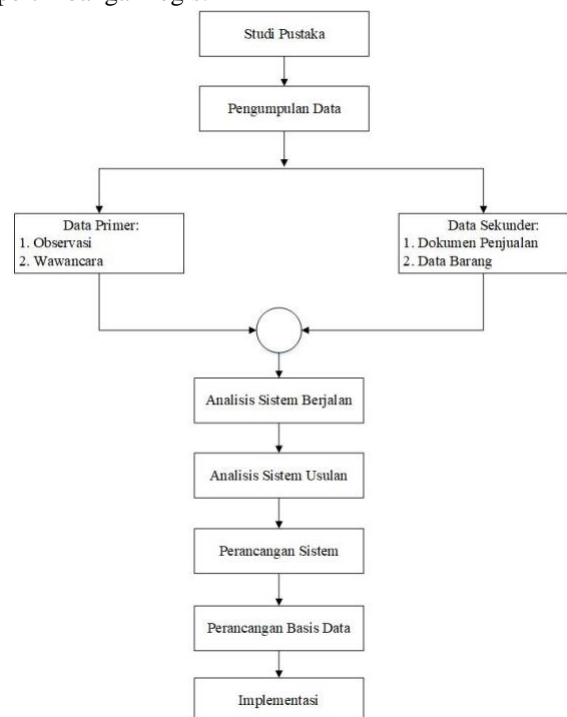 Studi Pustaka
Pengumpulan Data
Data Primer:
1. Observasi
2. Wawancara
Data Sekunder:
1. Dokumen Penjualan
2. Data Barang
Analisis Sistem Berjalan
Analisis Sistem Usulan
Perancangan Sistem
Perancangan Basis Data
Implementasi